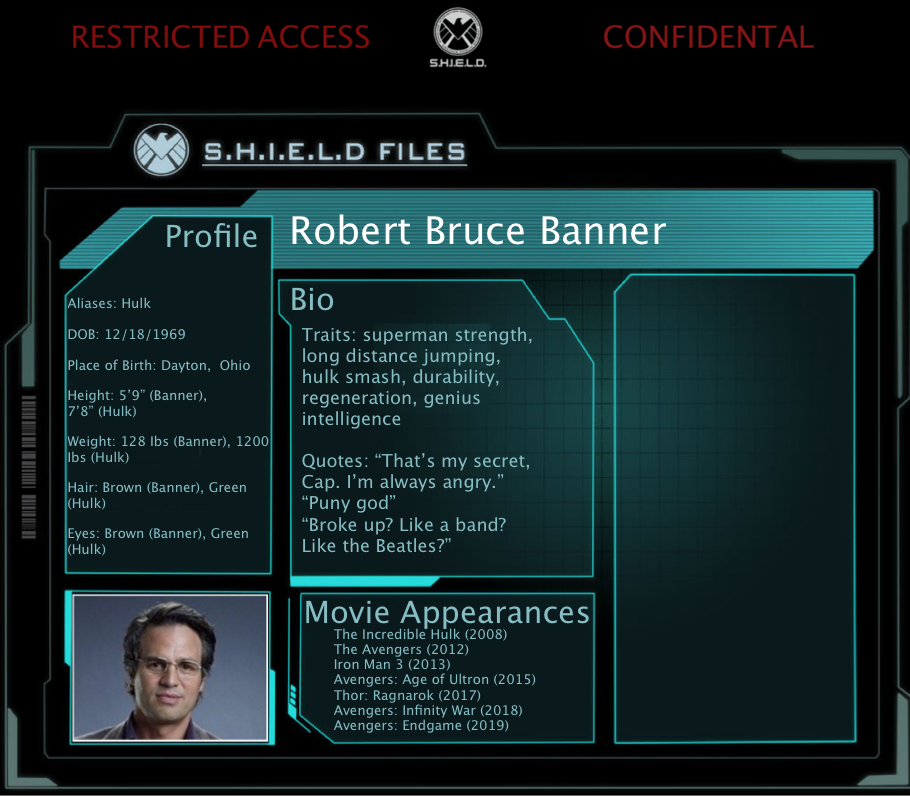 RESTRICTED ACCESS
S.H.I.E.L.D.
CONFIDENTAL
S.H.I.E.L.D FILES
Profile
Robert Bruce Banner
Aliases: Hulk
DOB: 12/18/1969
Place of Birth: Dayton, Ohio
Height: 5’9” (Banner),
7’8” (Hulk)
Weight: 128 lbs (Banner), 1200
lbs (Hulk)
Hair: Brown (Banner), Green
(Hulk)
Eyes: Brown (Banner), Green
(Hulk)
Bio
Traits: superman strength,
long distance jumping,
hulk smash, durability,
regeneration, genius
intelligence
Quotes: “That’s my secret,
Cap. I’m always angry.”
“Puny god”
“Broke up? Like a band?
Like the Beatles?”
Movie Appearances
The Incredible Hulk (2008)
The Avengers (2012)
Iron Man 3 (2013)
Avengers: Age of Ultron (2015)
Thor: Ragnarok (2017)
Avengers: Infinity War (2018)
Avengers: Endgame (2019)